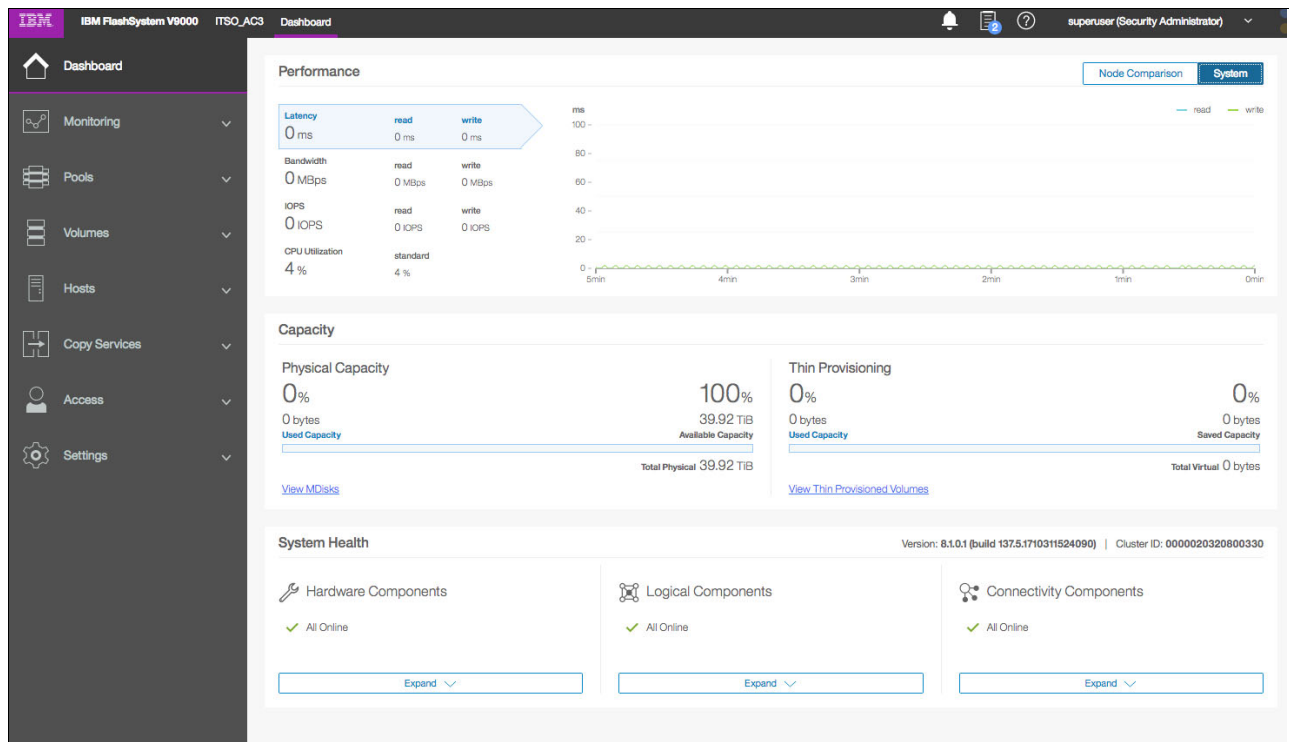 IBM IBM FlashSystem V9000 ITSO_AC3 Dashboard 2 ? superuser (Security Administrator)
Dashboard
Monitoring
Pools
Volumes
Hosts
Copy Services
Access
Settings
Performance
Node Comparison System
Latency read write
0 ms 0 ms 0 ms
Bandwidth read write
0 MBps 0 MBps 0 MBps
IOPS read write
0 IOPS 0 IOPS 0 IOPS
CPU Utilization standard
4 % 4 %
ms
read write
100
80
60
40
20
0
5min 4min 3min 2min 1min 0min
Capacity
Physical Capacity
0% 100%
0 bytes 39.92 TiB
Used Capacity Available Capacity
Total Physical 39.92 TiB
View MDisks
Thin Provisioning
0% 0%
0 bytes 0 bytes
Used Capacity Saved Capacity
Total Virtual 0 bytes
View Thin Provisioned Volumes
System Health Version: 8.1.0.1 (build 137.5.1710311524090) | Cluster ID: 0000020320800330
Hardware Components
All Online
Expand
Logical Components
All Online
Expand
Connectivity Components
All Online
Expand